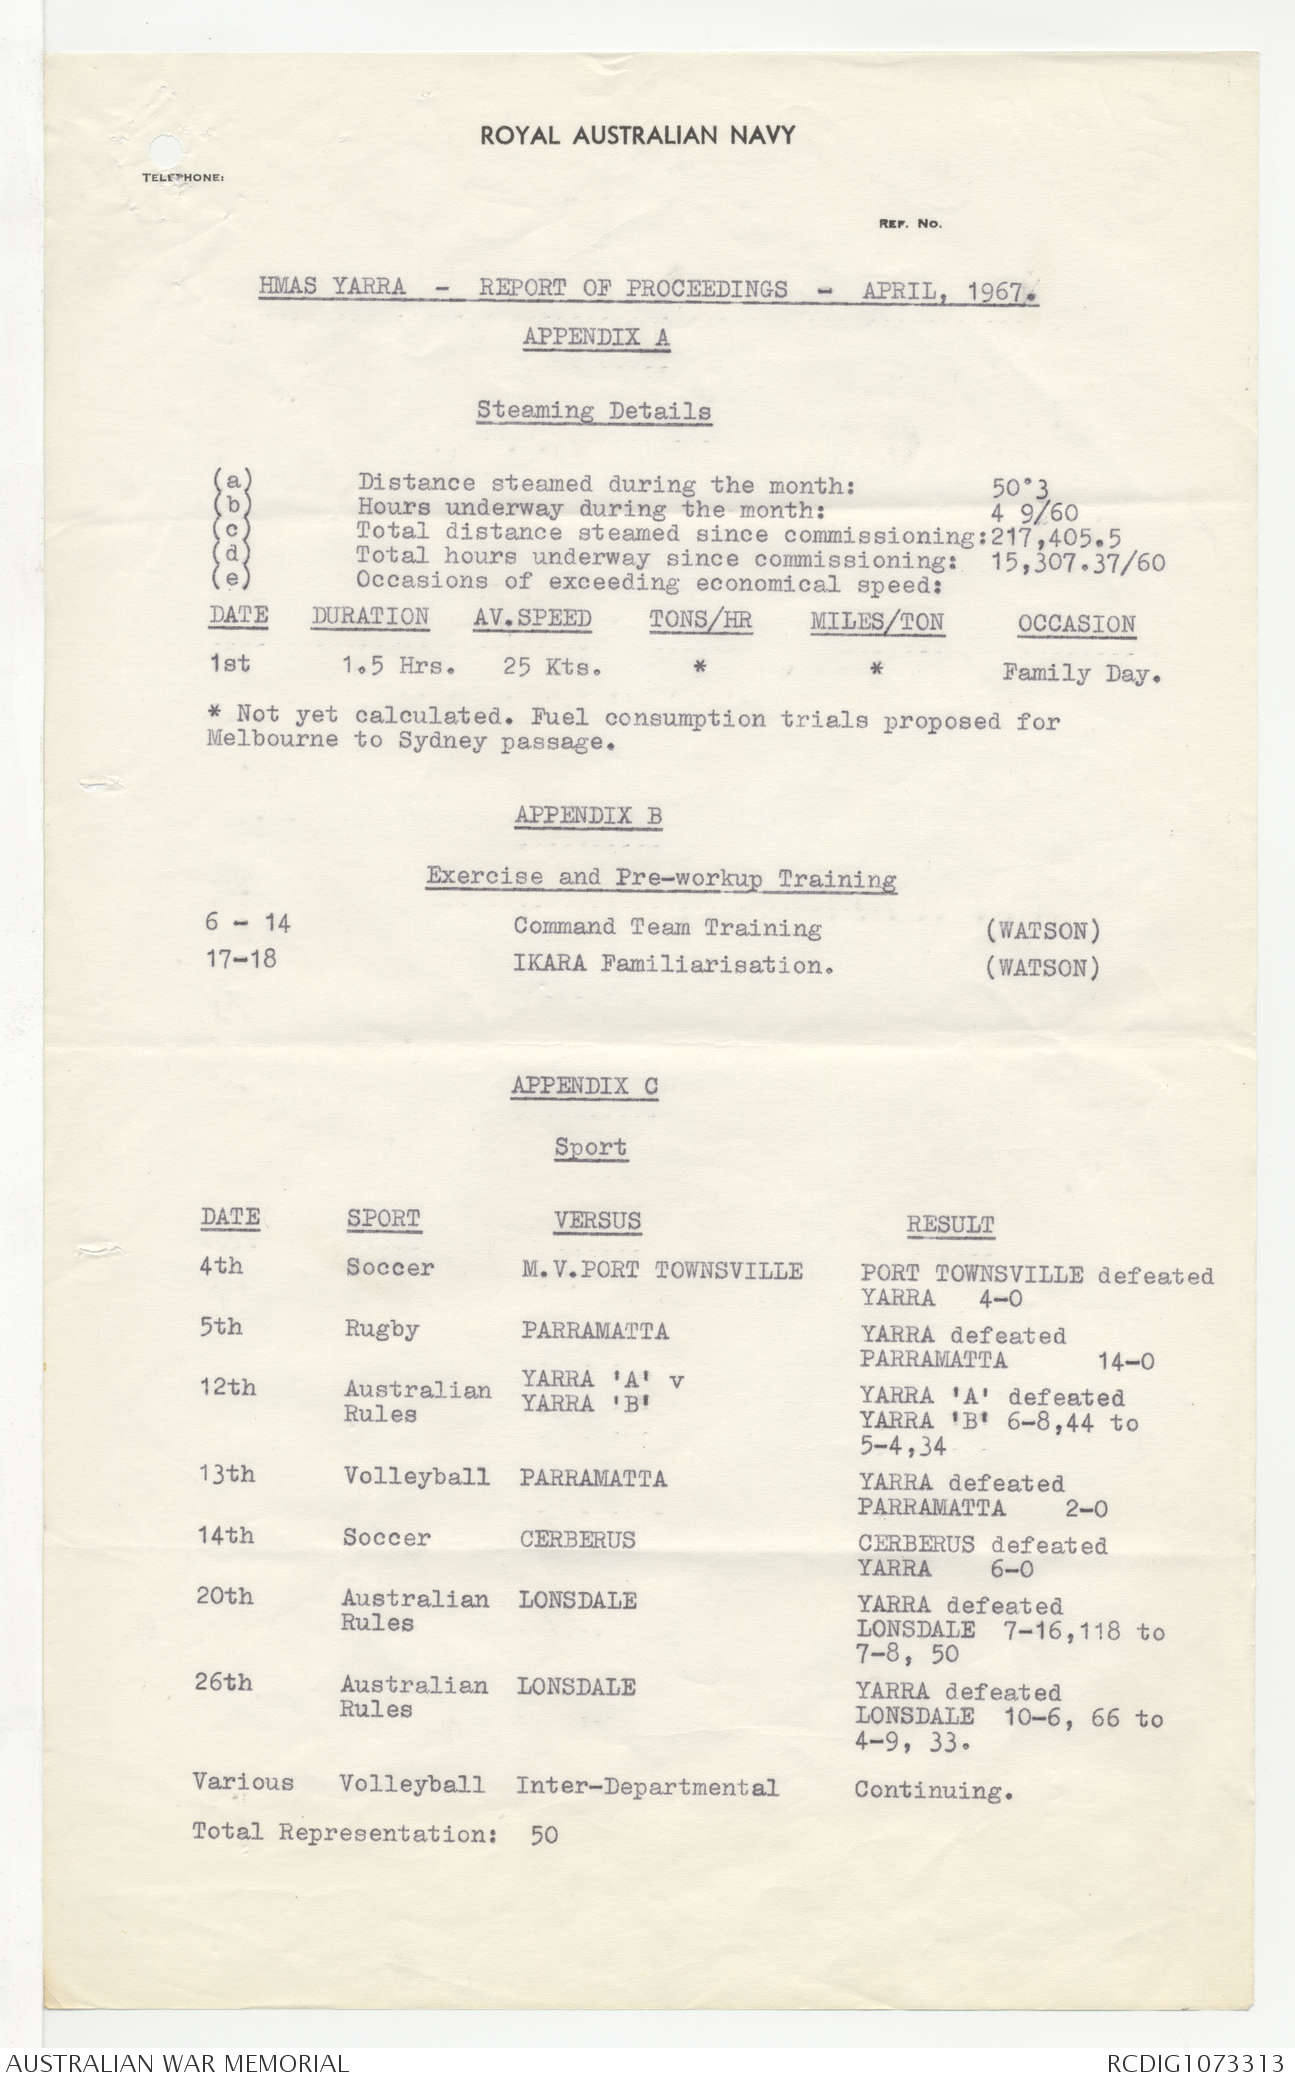 ROYAL AUSTRALIAN NAVY
TELEPHONE:
REF. No.
HMAS YARRA - REPORT OF PROCEEDINGS - APRIL, 1967.
APPENDIX A
Steaming Details
(a) Distance steamed during the month: 50°3
(b) Hours underway during the month: 4 9/60
(c) Total distance steamed since commissioning:217,405.5
(d) Total hours underway since commissioning: 15,307.37/60
(e) Occasions of exceeding economical speed:
DATE DURATION AV.SPEED TONS/HR MILES/TON OCCASION
1st 1.5 Hrs. 25 Kts. * * Family Day.
* Not yet calculated. Fuel consumption trials proposed for
Melbourne to Sydney passage.
APPENDIX B
Exercise and Pre-workup Training
6 - 14 Command Team Training (WATSON)
17-18 IKARA Familiarisation. (WATSON)
APPENDIX C
Sport
DATE SPORT VERSUS RESULT
4th Soccer M.V.PORT TOWNSVILLE PORT TOWNSVILLE defeated
YARRA 4-0
5th Rugby PARRAMATTA YARRA defeated
PARRAMATTA 14-0
12th Australian YARRA 'A' v YARRA 'A' defeated
Rules YARRA 'B' YARRA 'B' 6-8,44 to
5-4,34
13th Volleyball PARRAMATTA YARRA defeated
PARRAMATTA 2-0
14th Soccer CERBERUS CERBERUS defeated
YARRA 6-0
20th Australian LONSDALE YARRA defeated
Rules LONSDALE 7-16,118 to
7-8, 50
26th Australian LONSDALE YARRA defeated
Rules LONSDALE 10-6, 66 to
4-9, 33.
Various Volleyball Inter-Departmental Continuing.
Total Representation: 50
AUSTRALIAN WAR MEMORIAL RCDIG1073313